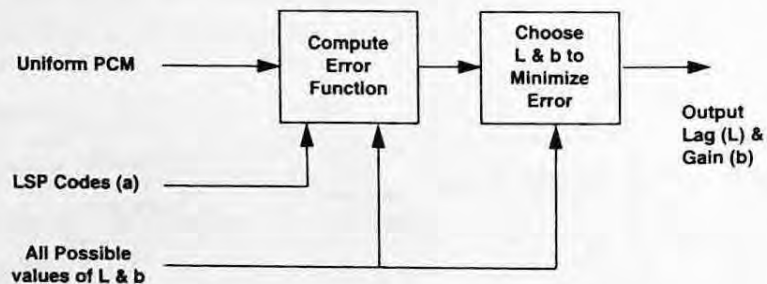 Uniform PCM
Compute
Error
Function
Choose
L & b to
Minimize
Error
Output
Lag (L) &
Gain (b)
LSP Codes (a)
All Possible
values of L & b